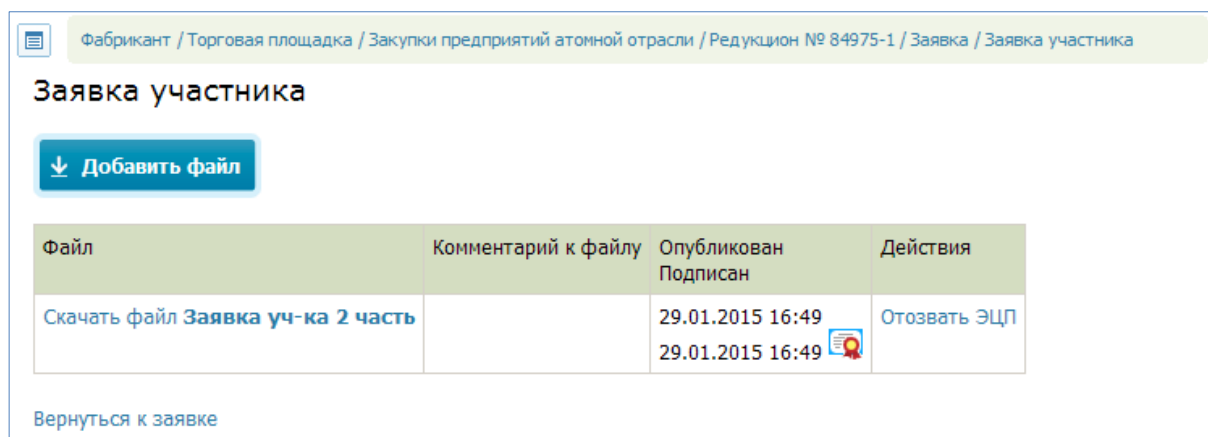 Фабрикант / Торговая площадка / Закупки предприятий атомной отрасли / Редукцион № 84975-1 / Заявка / Заявка участника
Заявка участника
Добавить файл
Файл Комментарий к файлу Опубликован Действия
Подписан
Скачать файл Заявка уч-ка 2 часть 29.01.2015 16:49 Отозвать ЭЦП
29.01.2015 16:49
Вернуться к заявке